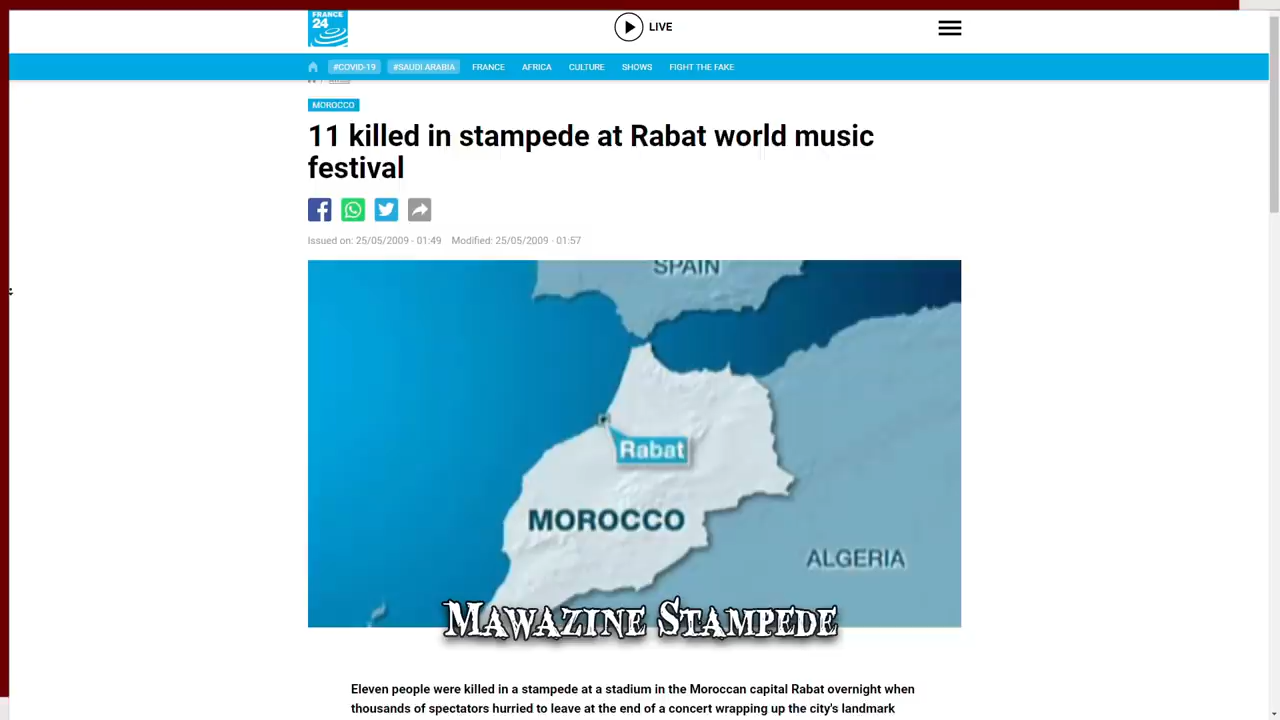 FRANCE
24
LIVE
#COVID-19 #SAUDI ARABIA FRANCE AFRICA CULTURE SHOWS FIGHT THE FAKE
MOROCCO
11 killed in stampede at Rabat world music
festival
Issued on: 25/05/2009 - 01:49 Modified: 25/05/2009 - 01:57
SPAIN
Rabat
MOROCCO
ALGERIA
MAWAZINE STAMPEDE
Eleven people were killed in a stampede at a stadium in the Moroccan capital Rabat overnight when
thousands of spectators hurried to leave at the end of a concert wrapping up the city's landmark